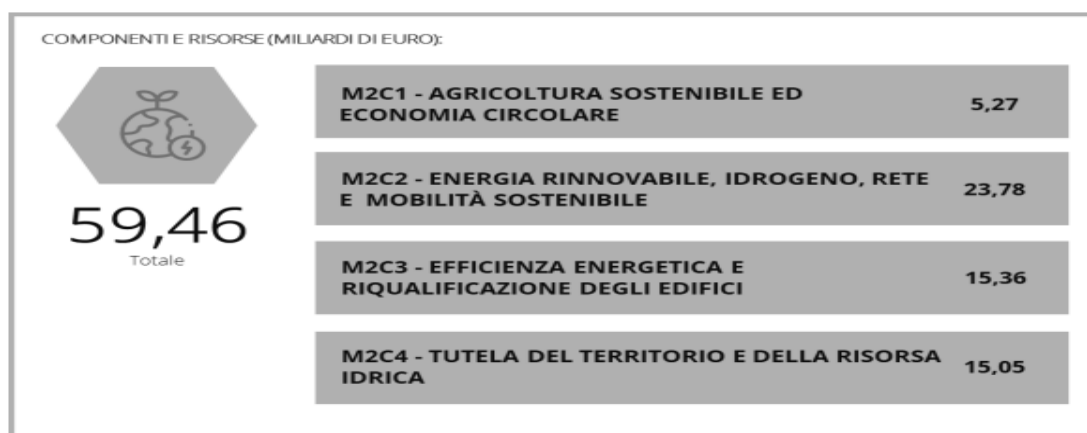 COMPONENTI E RISORSE (MILIARDI DI EURO):
59,46
Totale
M2C1 - AGRICOLTURA SOSTENIBILE ED
ECONOMIA CIRCOLARE
5,27
M2C2 - ENERGIA RINNOVABILE, IDROGENO, RETE
E MOBILITÀ SOSTENIBILE
23,78
M2C3 - EFFICIENZA ENERGETICA E
RIQUALIFICAZIONE DEGLI EDIFICI
15,36
M2C4 - TUTELA DEL TERRITORIO E DELLA RISORSA
IDRICA
15,05